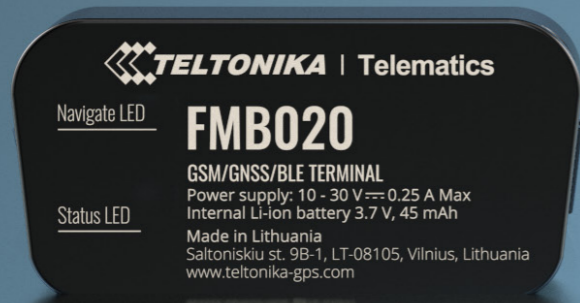 TELTONIKA | Telematics
Navigate LED
FMB020
GSM/GNSS/BLE TERMINAL
Power supply: 10 - 30 V⎓0.25 A Max
Status LED
Internal Li-ion battery 3.7 V, 45 mAh
Made in Lithuania
Saltoniskiu st. 9B-1, LT-08105, Vilnius, Lithuania
www.teltonika-gps.com